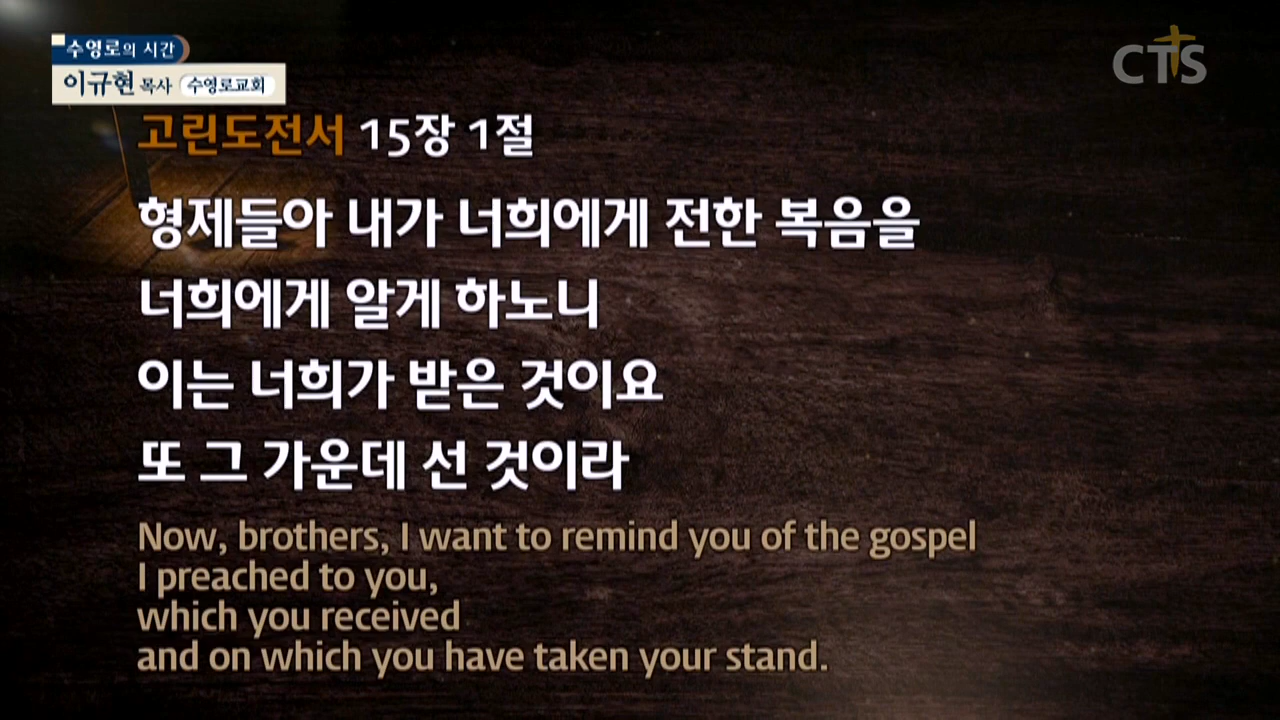 수영로의 시간
이규현 목사 수영로교회
CTS
고린도전서 15장 1절
형제들아 내가 너희에게 전한 복음을
너희에게 알게 하노니
이는 너희가 받은 것이요
또 그 가운데 선 것이라
Now, brothers, I want to remind you of the gospel
I preached to you,
which you received
and on which you have taken your stand.